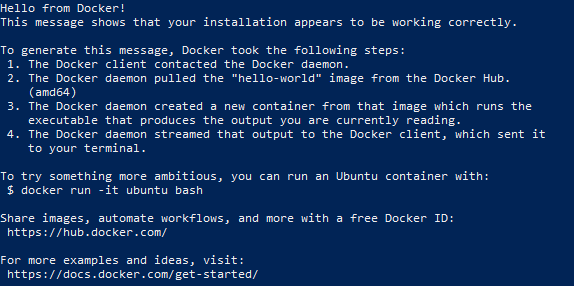 Hello from Docker!
This message shows that your installation appears to be working correctly.
To generate this message, Docker took the following steps:
1. The Docker client contacted the Docker daemon.
2. The Docker daemon pulled the "hello-world" image from the Docker Hub.
(amd64)
3. The Docker daemon created a new container from that image which runs the
executable that produces the output you are currently reading.
4. The Docker daemon streamed that output to the Docker client, which sent it
to your terminal.
To try something more ambitious, you can run an Ubuntu container with:
$ docker run -it ubuntu bash
Share images, automate workflows, and more with a free Docker ID:
https://hub.docker.com/
For more examples and ideas, visit:
https://docs.docker.com/get-started/